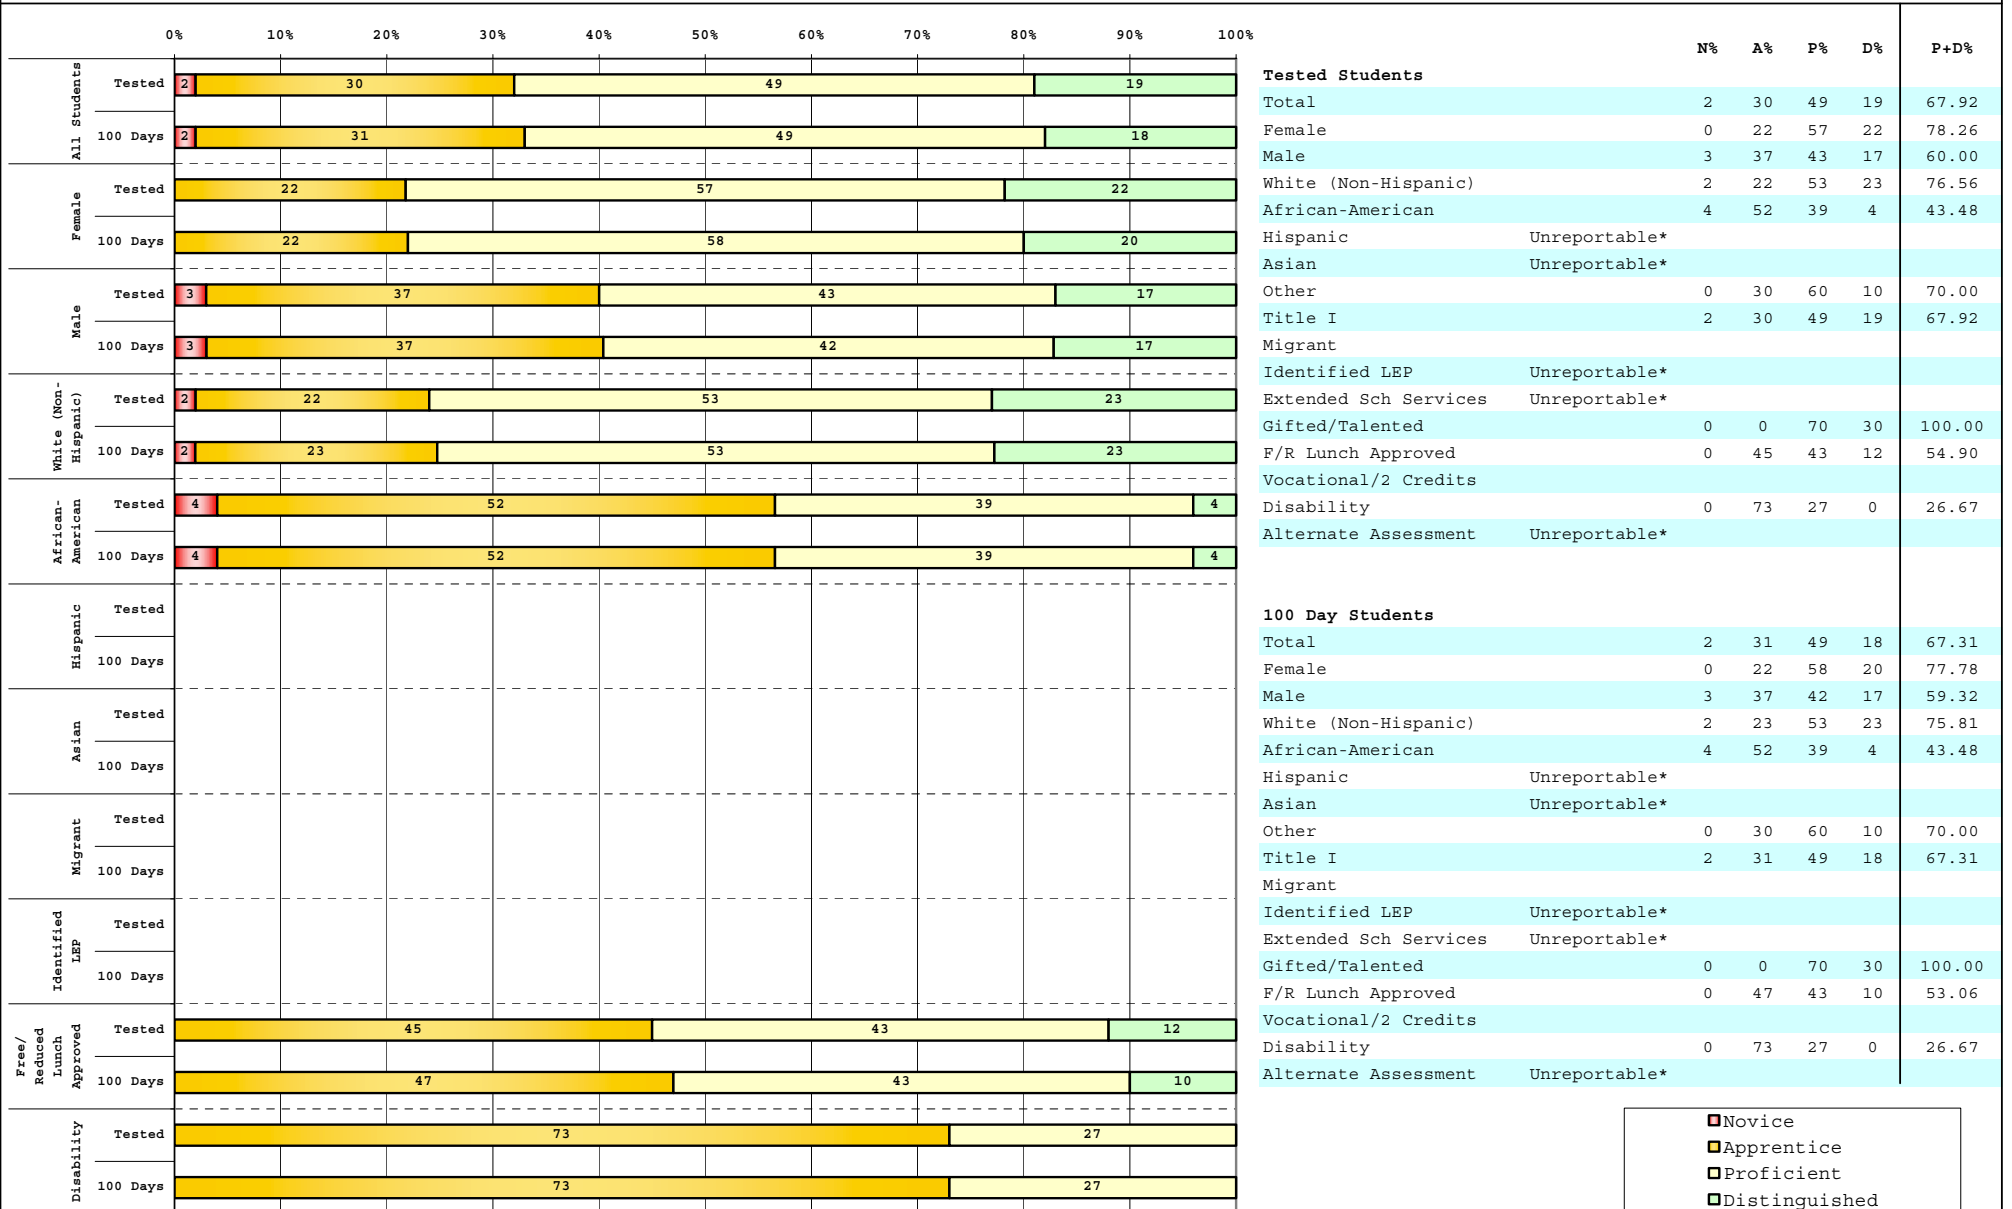 0% 10% 20% 30% 40% 50% 60% 70% 80% 90% 100%
All Students
Tested 2 30 49 19
100 Days 2 31 49 18
Female
Tested 22 57 22
100 Days 22 58 20
Male
Tested 3 37 43 17
100 Days 3 37 42 17
White (Non-
Hispanic)
Tested 2 22 53 23
100 Days 2 23 53 23
African-
American
Tested 4 52 39 4
100 Days 4 52 39 4
Hispanic
Tested
100 Days
Asian
Tested
100 Days
Migrant
Tested
100 Days
Identified
LEP
Tested
100 Days
Free/
Reduced
Lunch
Approved
Tested 45 43 12
100 Days 47 43 10
Disability
Tested 73 27
100 Days 73 27
N% A% P% D% P+D%
Tested Students
Total 2 30 49 19 67.92
Female 0 22 57 22 78.26
Male 3 37 43 17 60.00
White (Non-Hispanic) 2 22 53 23 76.56
African-American 4 52 39 4 43.48
Hispanic Unreportable*
Asian Unreportable*
Other 0 30 60 10 70.00
Title I 2 30 49 19 67.92
Migrant
Identified LEP Unreportable*
Extended Sch Services Unreportable*
Gifted/Talented 0 0 70 30 100.00
F/R Lunch Approved 0 45 43 12 54.90
Vocational/2 Credits
Disability 0 73 27 0 26.67
Alternate Assessment Unreportable*
100 Day Students
Total 2 31 49 18 67.31
Female 0 22 58 20 77.78
Male 3 37 42 17 59.32
White (Non-Hispanic) 2 23 53 23 75.81
African-American 4 52 39 4 43.48
Hispanic Unreportable*
Asian Unreportable*
Other 0 30 60 10 70.00
Title I 2 31 49 18 67.31
Migrant
Identified LEP Unreportable*
Extended Sch Services Unreportable*
Gifted/Talented 0 0 70 30 100.00
F/R Lunch Approved 0 47 43 10 53.06
Vocational/2 Credits
Disability 0 73 27 0 26.67
Alternate Assessment Unreportable*
Novice
Apprentice
Proficient
Distinguished